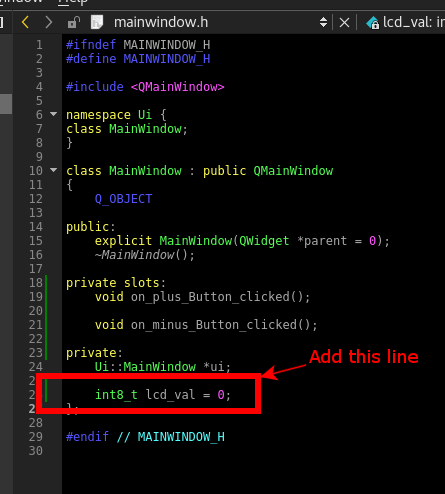 mainwindow.h
lcd_val: in
1 #ifndef MAINWINDOW_H
2 #define MAINWINDOW_H
3
4 #include <QMainWindow>
5
6 namespace Ui {
7 class MainWindow;
8 }
9
10 class MainWindow : public QMainWindow
11 {
12 Q_OBJECT
13
14 public:
15 explicit MainWindow(QWidget *parent = 0);
16 ~MainWindow();
17
18 private slots:
19 void on_plus_Button_clicked();
20
21 void on_minus_Button_clicked();
22
23 private:
24 Ui::MainWindow *ui;
Add this line
int8_t lcd_val = 0;
};
28
29 #endif // MAINWINDOW_H
30